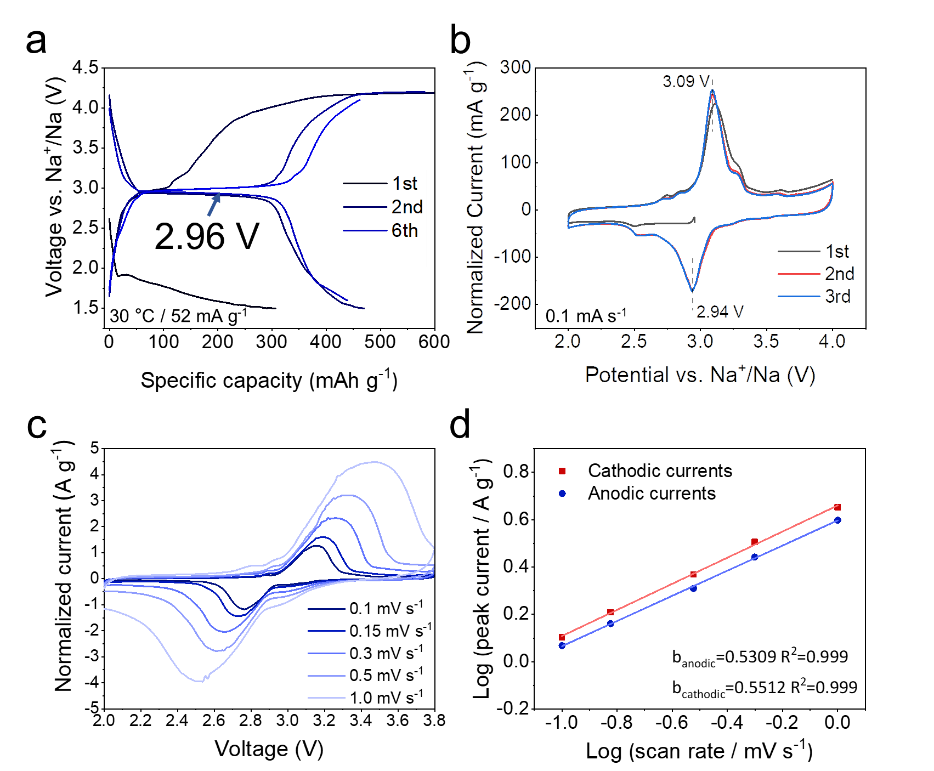 a
4.5
4.0
3.5
3.0
2.5
2.0
1.5
Voltage vs. Na⁺/Na (V)
1st
2nd
6th
2.96 V
30 °C / 52 mA g⁻¹
0 100 200 300 400 500 600
Specific capacity (mAh g⁻¹)
b
300
200
100
0
-100
-200
Normalized Current (mA g⁻¹)
3.09 V
1st
2nd
3rd
2.94 V
0.1 mA s⁻¹
2.0 2.5 3.0 3.5 4.0
Potential vs. Na⁺/Na (V)
c
5
4
3
2
1
0
-1
-2
-3
-4
-5
Normalized current (A g⁻¹)
0.1 mV s⁻¹
0.15 mV s⁻¹
0.3 mV s⁻¹
0.5 mV s⁻¹
1.0 mV s⁻¹
2.0 2.2 2.4 2.6 2.8 3.0 3.2 3.4 3.6 3.8
Voltage (V)
d
0.8
0.6
0.4
0.2
0.0
-0.2
Log (peak current / A g⁻¹)
Cathodic currents
Anodic currents
b_anodic=0.5309 R²=0.999
b_cathodic=0.5512 R²=0.999
-1.0 -0.8 -0.6 -0.4 -0.2 0.0
Log (scan rate / mV s⁻¹)